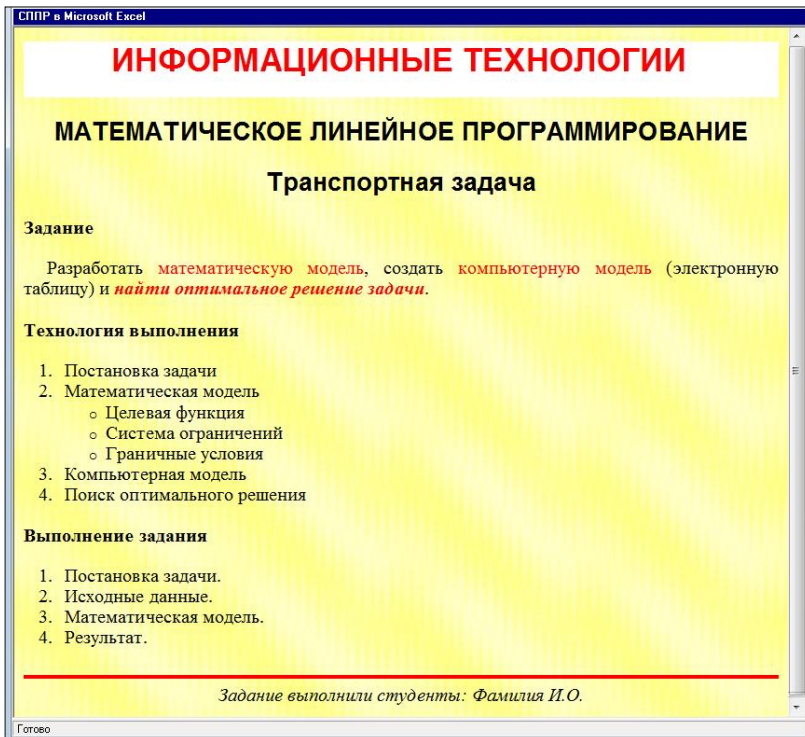 СППР в Microsoft Excel
ИНФОРМАЦИОННЫЕ ТЕХНОЛОГИИ
МАТЕМАТИЧЕСКОЕ ЛИНЕЙНОЕ ПРОГРАММИРОВАНИЕ
Транспортная задача
Задание
Разработать математическую модель, создать компьютерную модель (электронную
таблицу) и найти оптимальное решение задачи.
Технология выполнения
1. Постановка задачи
2. Математическая модель
○ Целевая функция
○ Система ограничений
○ Граничные условия
3. Компьютерная модель
4. Поиск оптимального решения
Выполнение задания
1. Постановка задачи.
2. Исходные данные.
3. Математическая модель.
4. Результат.
Задание выполнили студенты: Фамилия И.О.
Готово